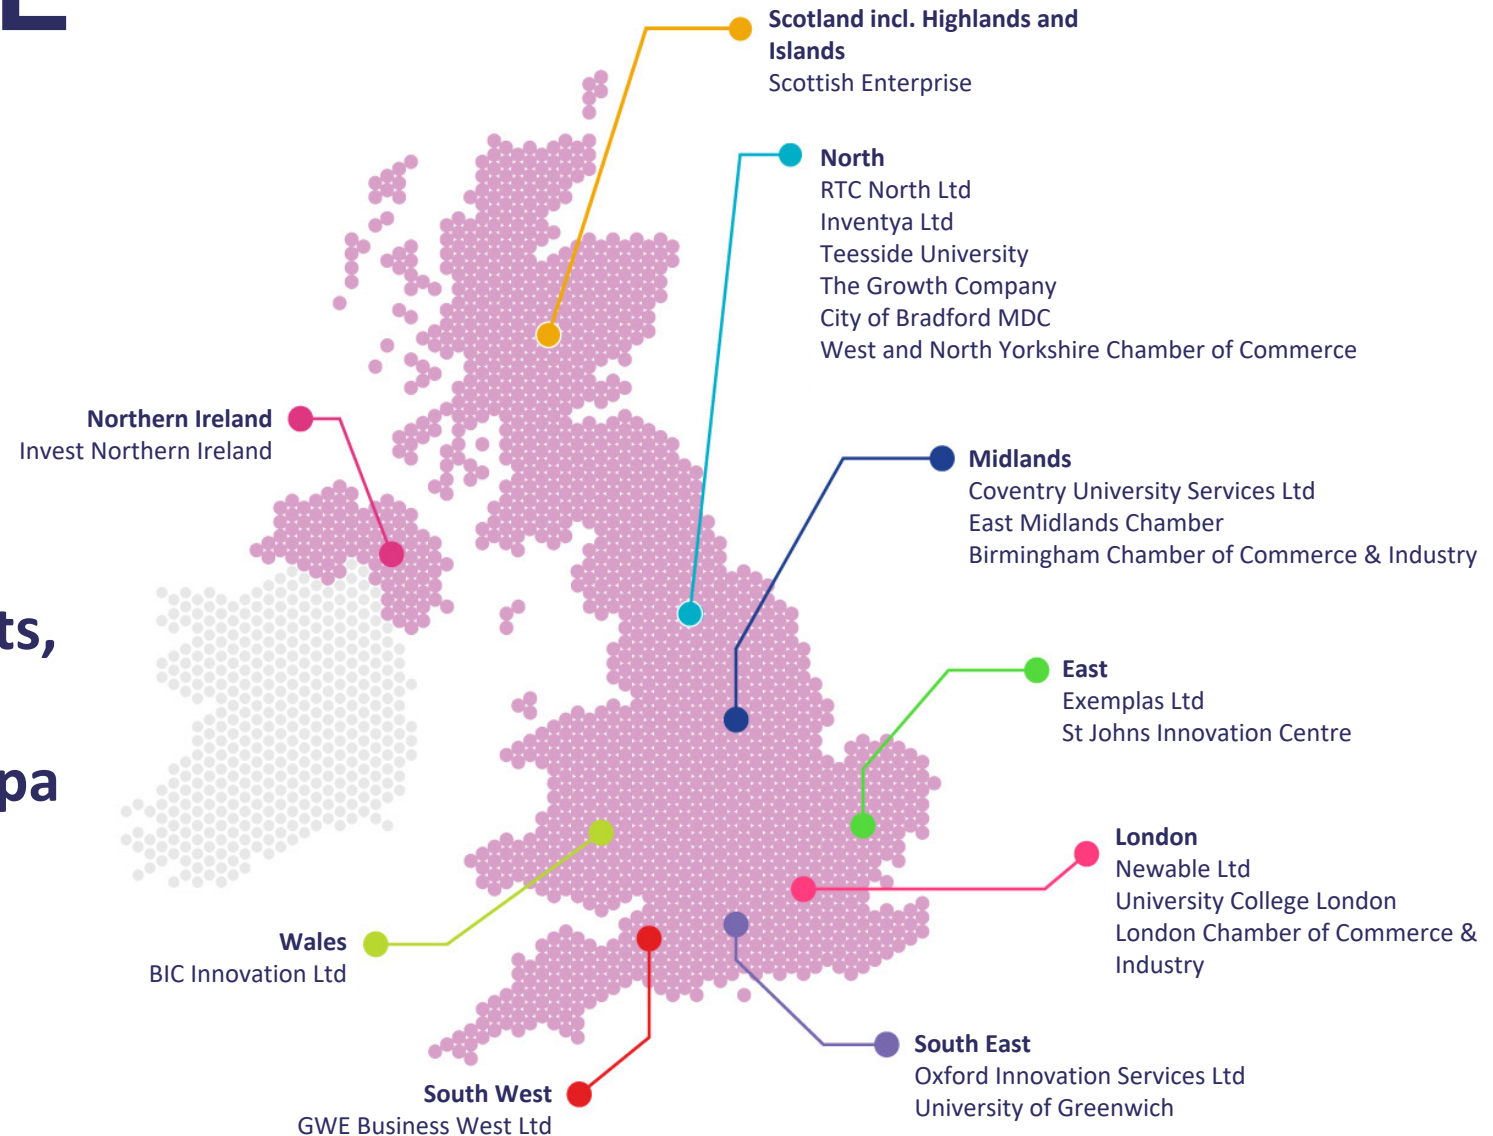 E
Scotland incl. Highlands and
Islands
Scottish Enterprise
North
RTC North Ltd
Inventya Ltd
Teesside University
The Growth Company
City of Bradford MDC
West and North Yorkshire Chamber of Commerce
Northern Ireland
Invest Northern Ireland
Midlands
Coventry University Services Ltd
East Midlands Chamber
Birmingham Chamber of Commerce & Industry
ts,
East
Exemplas Ltd
St Johns Innovation Centre
pa
London
Newable Ltd
University College London
London Chamber of Commerce &
Industry
Wales
BIC Innovation Ltd
South East
Oxford Innovation Services Ltd
University of Greenwich
South West
GWE Business West Ltd